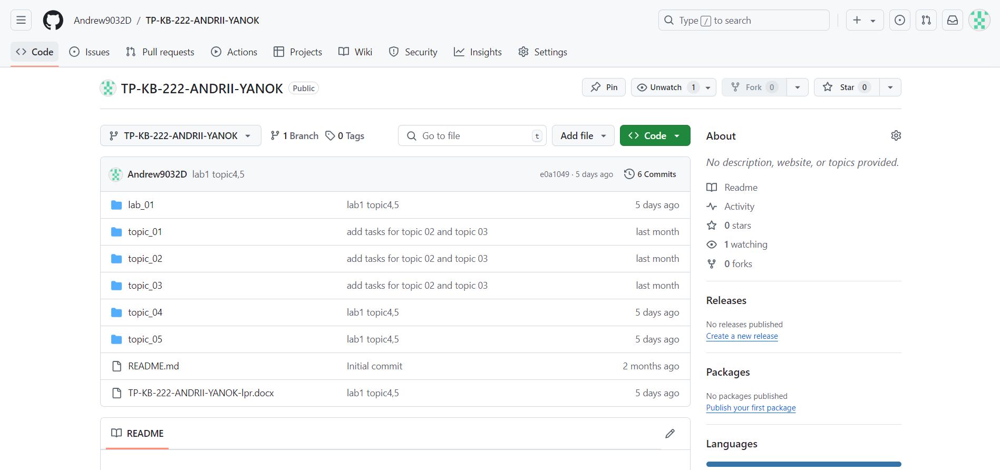 Andrew9032D / TP-KB-222-ANDRII-YANOK
Type / to search
Code Issues Pull requests Actions Projects Wiki Security Insights Settings
TP-KB-222-ANDRII-YANOK Public
Pin Unwatch 1 Fork 0 Star 0
TP-KB-222-ANDRII-YANOK 1 Branch 0 Tags Go to file t Add file Code
Andrew9032D lab1 topic4,5 e0a1049 · 5 days ago 6 Commits
lab_01 lab1 topic4,5 5 days ago
topic_01 add tasks for topic 02 and topic 03 last month
topic_02 add tasks for topic 02 and topic 03 last month
topic_03 add tasks for topic 02 and topic 03 last month
topic_04 lab1 topic4,5 5 days ago
topic_05 lab1 topic4,5 5 days ago
README.md Initial commit 2 months ago
TP-KB-222-ANDRII-YANOK-lpr.docx lab1 topic4,5 5 days ago
README
About
No description, website, or topics provided.
Readme
Activity
0 stars
1 watching
0 forks
Releases
No releases published
Create a new release
Packages
No packages published
Publish your first package
Languages